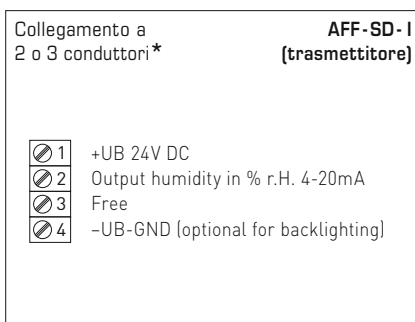 Collegamento a
2 o 3 conduttori*
AFF-SD-I
(trasmettitore)
1 +UB 24V DC
2 Output humidity in % r.H. 4-20mA
3 Free
4 –UB-GND (optional for backlighting)